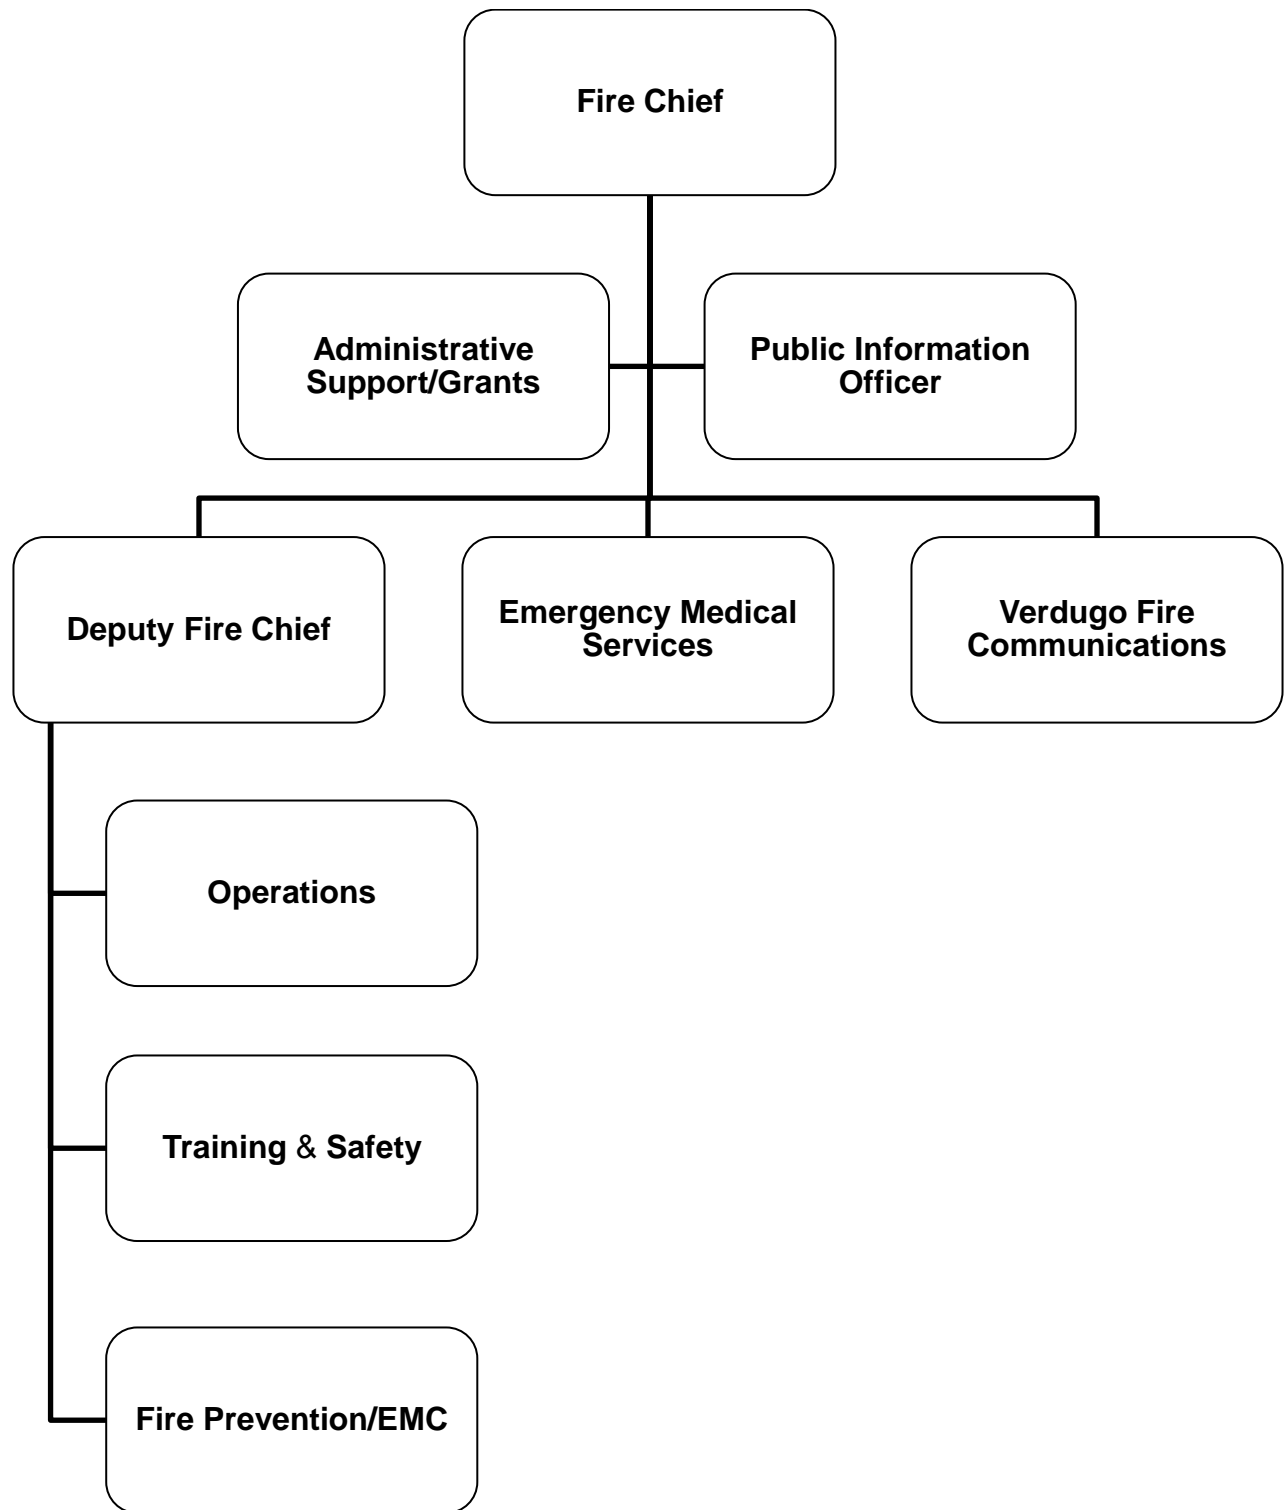 Fire Chief
Administrative
Support/Grants
Public Information
Officer
Deputy Fire Chief
Emergency Medical
Services
Verdugo Fire
Communications
Operations
Training & Safety
Fire Prevention/EMC